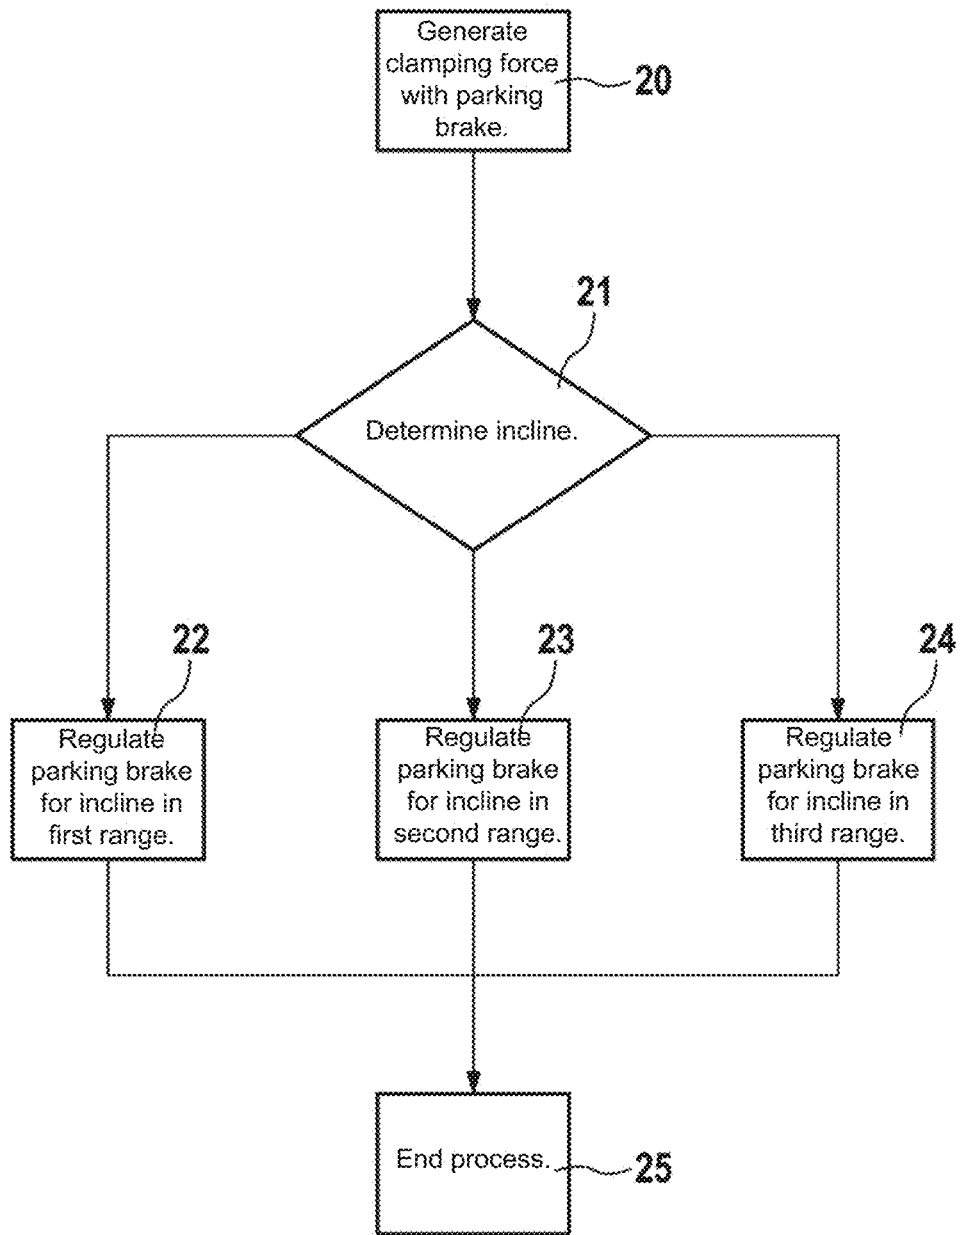 Generate
clamping force
with parking
brake.
20
21
Determine incline.
22
23
24
Regulate
parking brake
for incline in
first range.
Regulate
parking brake
for incline in
second range.
Regulate
parking brake
for incline in
third range.
End process.
25